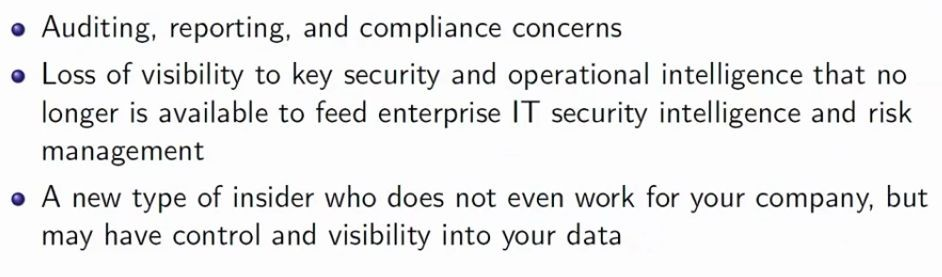 Auditing, reporting, and compliance concerns
Loss of visibility to key security and operational intelligence that no
longer is available to feed enterprise IT security intelligence and risk
management
A new type of insider who does not even work for your company, but
may have control and visibility into your data